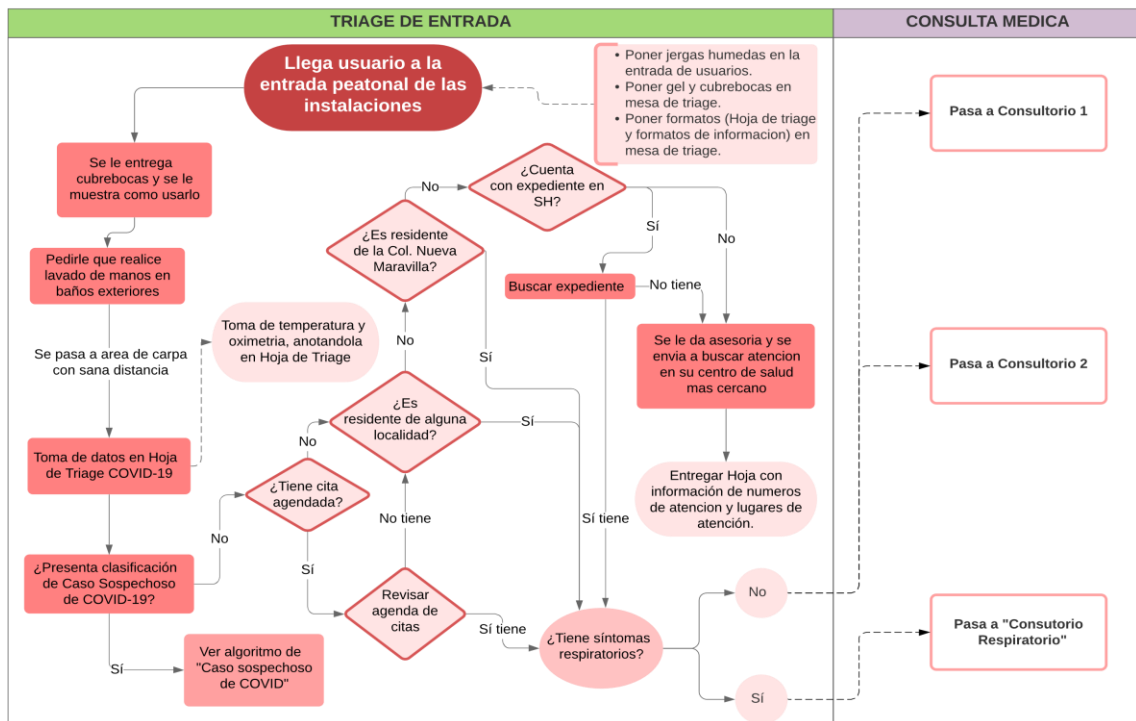 TRIAGE DE ENTRADA
CONSULTA MEDICA
Llega usuario a la
entrada peatonal de las
instalaciones
• Poner jergas humedas en la
entrada de usuarios.
• Poner gel y cubrebocas en
mesa de triage.
• Poner formatos (Hoja de triage
y formatos de informacion) en
mesa de triage.
Pasa a Consultorio 1
Se le entrega
cubrebocas y se le
muestra como usarlo
No
¿Cuenta
con expediente en
SH?
¿Es residente
de la Col. Nueva
Maravilla?
Sí
No
Pedirle que realice
lavado de manos en
baños exteriores
Buscar expediente
No tiene
Toma de temperatura y
oximetria, anotandola
en Hoja de Triage
Se pasa a area de carpa
con sana distancia
No
Sí
Se le da asesoria y se
envia a buscar atencion
en su centro de salud
mas cercano
Pasa a Consultorio 2
¿Es
residente de alguna
localidad?
Sí
No
Toma de datos en Hoja
de Triage COVID-19
¿Tiene cita
agendada?
Entregar Hoja con
información de numeros
de atencion y lugares de
atención.
No tiene
Sí tiene
No
¿Presenta clasificación
de Caso Sospechoso
de COVID-19?
Sí
Revisar
agenda de
citas
Sí tiene
¿Tiene síntomas
respiratorios?
No
Pasa a "Consutorio
Respiratorio"
Sí
Ver algoritmo de
"Caso sospechoso
de COVID"
Sí